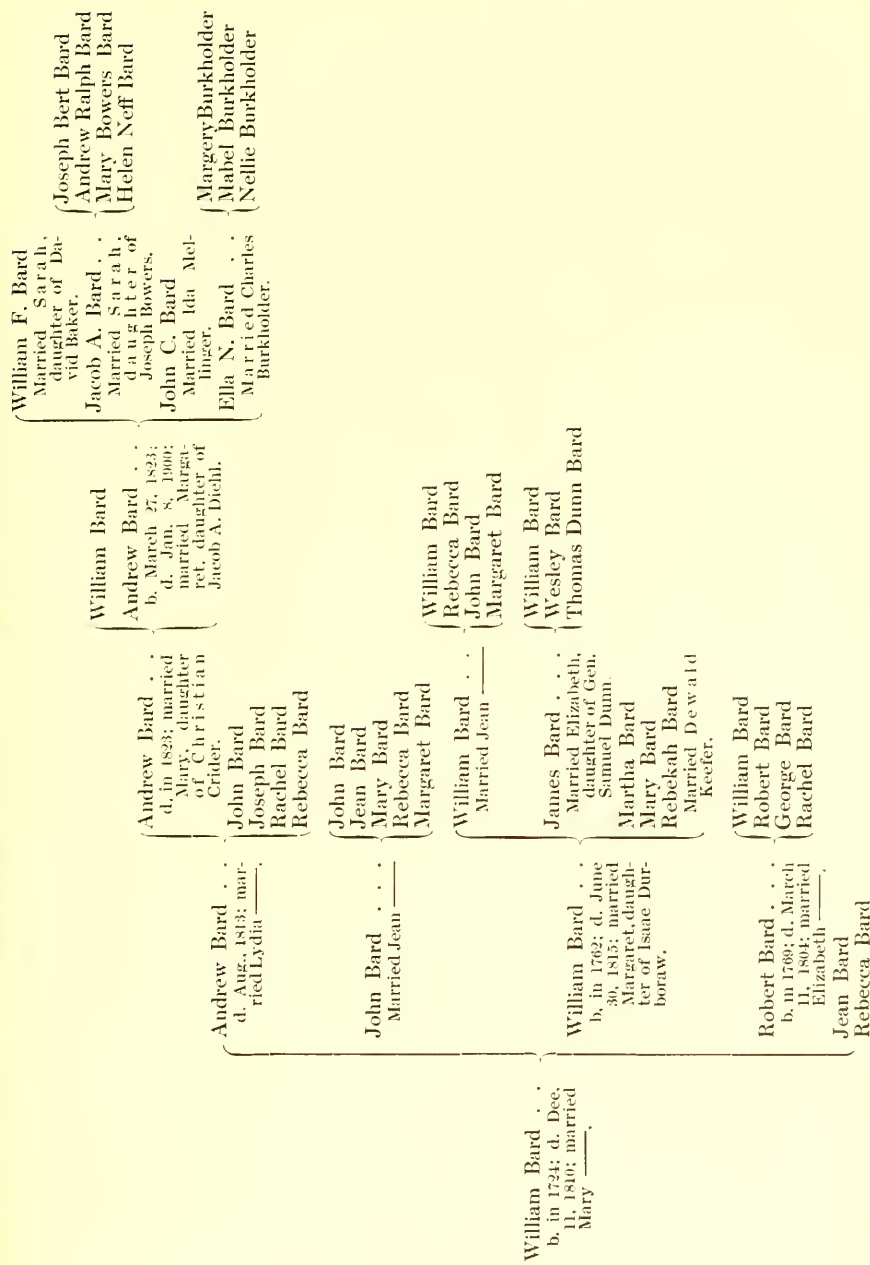 William Bard . .
b. in 1724; d. Dec.
11, 1810; married
Mary ——.
Andrew Bard . .
d. Aug., 1813; mar-
ried Lydia ——.
John Bard . . .
Married Jean ——
William Bard . .
b. in 1762; d. June
30, 1815; married
Margaret, daugh-
ter of Isaac Dur-
boraw.
Robert Bard . . .
b. in 1769; d. March
11, 1804; married
Elizabeth ——.
Jean Bard
Rebecca Bard
Andrew Bard . .
d. in 1823; married
Mary, daughter
of Christian
Crider.
John Bard
Joseph Bard
Rachel Bard
Rebecca Bard
John Bard
Jean Bard
Mary Bard
Rebecca Bard
Margaret Bard
William Bard . .
Married Jean ——
James Bard . . .
Married Elizabeth,
daughter of Gen.
Samuel Dunn.
Martha Bard
Mary Bard
Rebekah Bard
Married Dewald
Keefer.
William Bard
Robert Bard
George Bard
Rachel Bard
William Bard
Andrew Bard . .
b. March 27, 1823;
d. Jan. 8, 1900;
married Marga-
ret, daughter of
Jacob A. Diehl.
William Bard
Rebecca Bard
John Bard
Margaret Bard
William Bard
Wesley Bard
Thomas Dunn Bard
William F. Bard
Married Sarah,
daughter of Da-
vid Baker.
Jacob A. Bard . .
Married Sarah,
daughter of
Joseph Bowers.
John C. Bard
Married Ida Mel-
linger.
Ella N. Bard . .
Married Charles
Burkholder.
Joseph Bert Bard
Andrew Ralph Bard
Mary Bowers Bard
Helen Neff Bard
Margery Burkholder
Mabel Burkholder
Nellie Burkholder